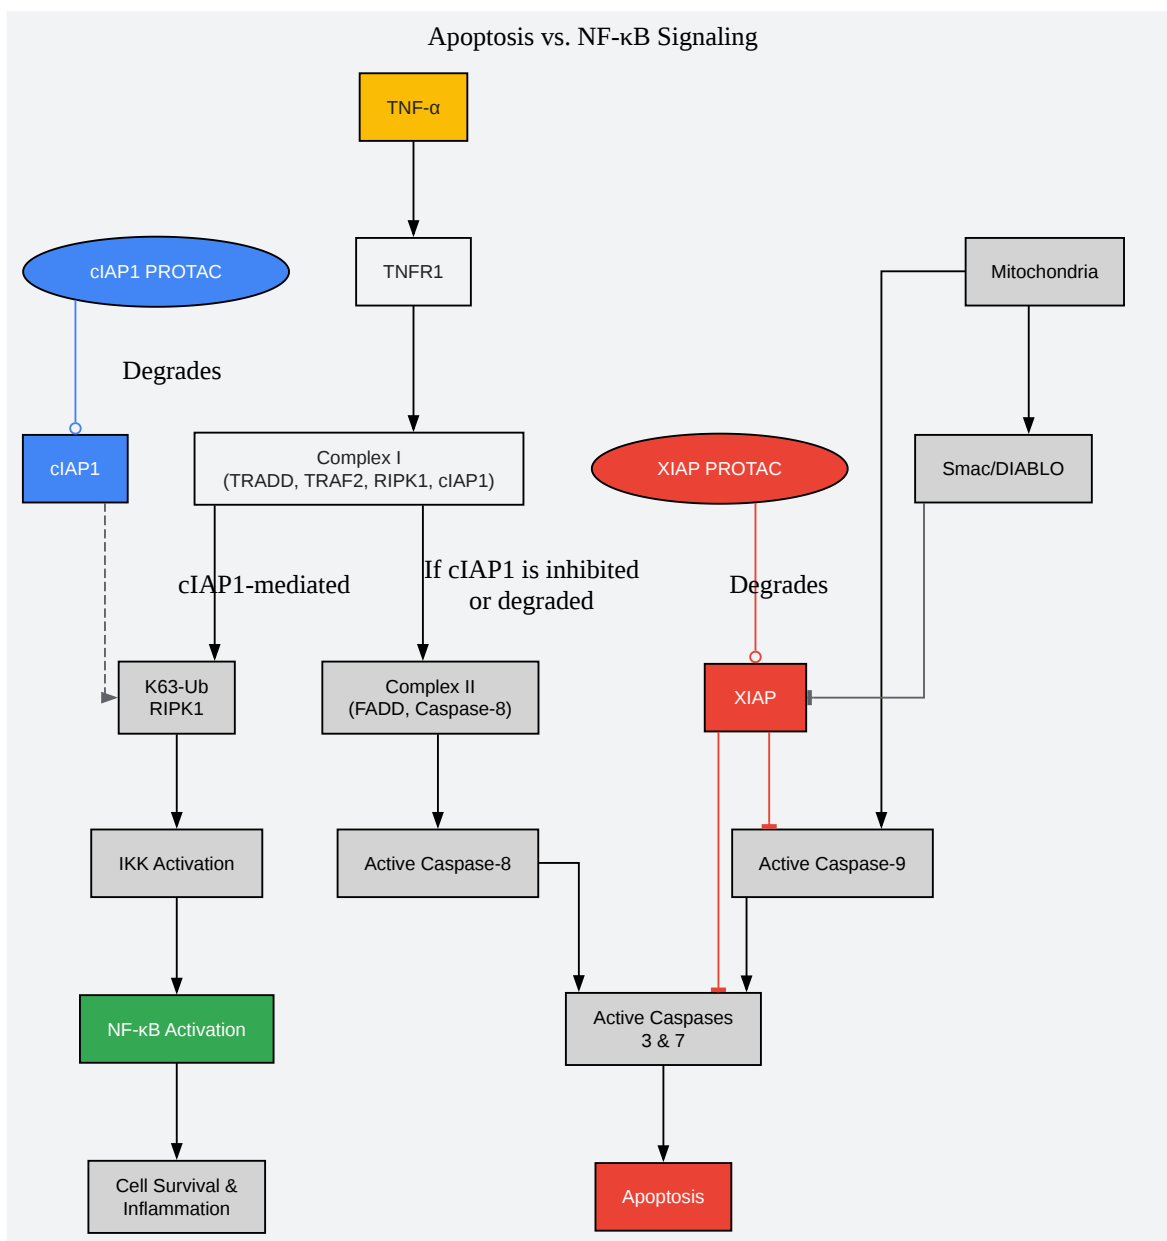 Apoptosis vs. NF-κB Signaling
TNF-α
cIAP1 PROTAC
TNFR1
Mitochondria
Degrades
cIAP1
Complex I
(TRADD, TRAF2, RIPK1, cIAP1)
XIAP PROTAC
Smac/DIABLO
cIAP1-mediated
If cIAP1 is inhibited
or degraded
Degrades
K63-Ub
RIPK1
Complex II
(FADD, Caspase-8)
XIAP
IKK Activation
Active Caspase-8
Active Caspase-9
NF-κB Activation
Active Caspases
3 & 7
Cell Survival &
Inflammation
Apoptosis